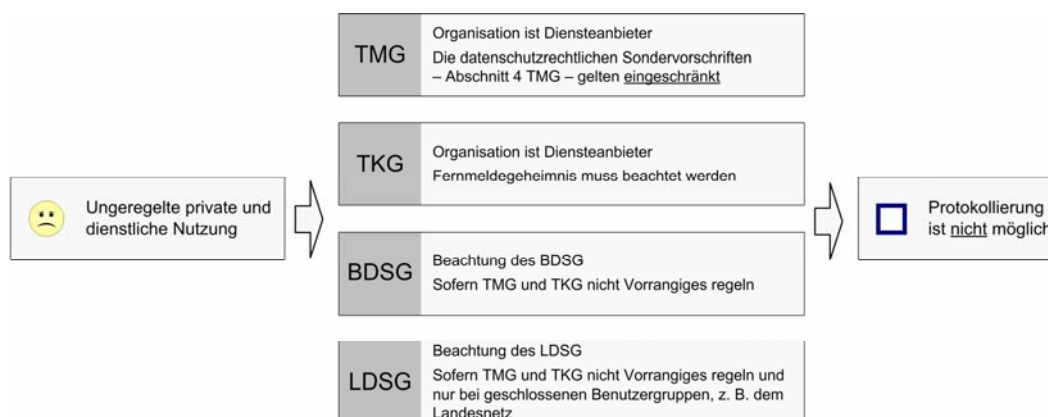 Ungeregelte private und
dienstliche Nutzung
TMG
Organisation ist Diensteanbieter
Die datenschutzrechtlichen Sondervorschriften
– Abschnitt 4 TMG – gelten eingeschränkt
TKG
Organisation ist Diensteanbieter
Fernmeldegeheimnis muss beachtet werden
BDSG
Beachtung des BDSG
Sofern TMG und TKG nicht Vorrangiges regeln
LDSG
Beachtung des LDSG
Sofern TMG und TKG nicht Vorrangiges regeln und
nur bei geschlossenen Benutzergruppen, z. B. dem
Landesnetz
Protokollierung
ist nicht möglich